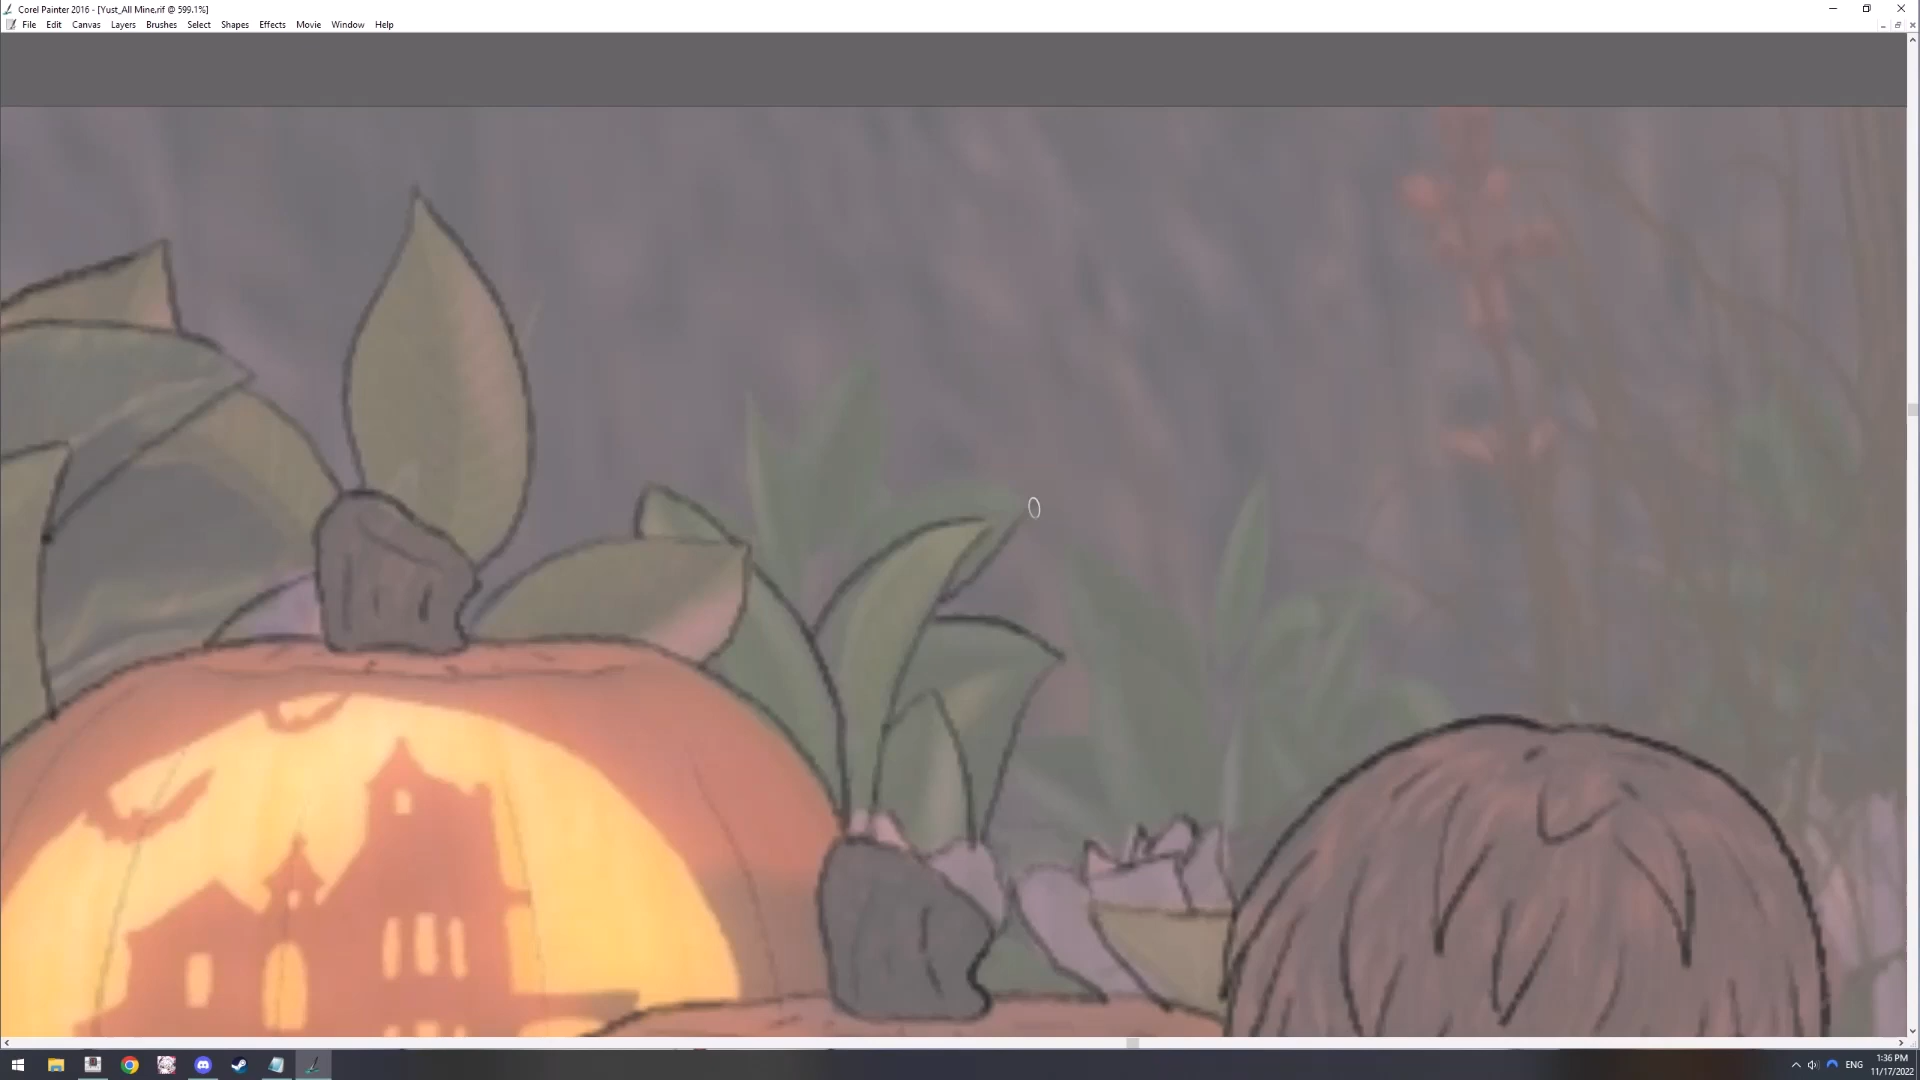 Corel Painter 2016 - [Yust_All Mine.rif @ 599.1%]
File Edit Canvas Layers Brushes Select Shapes Effects Movie Window Help
ENG
1:36 PM
11/17/2022